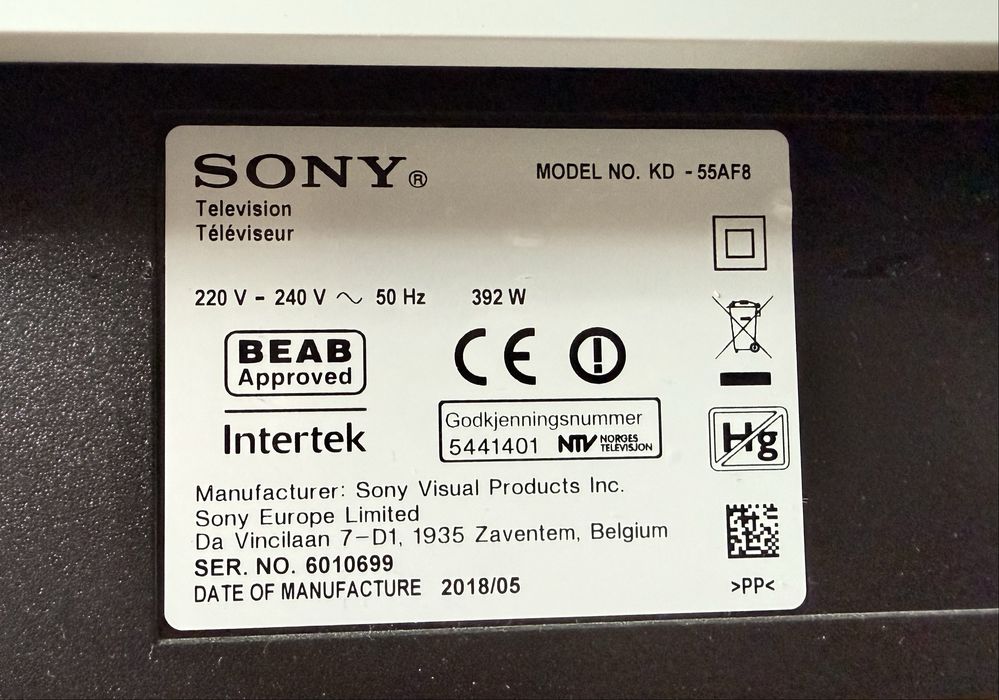 SONY®
MODEL NO. KD - 55AF8
Television
Téléviseur
220 V - 240 V ~ 50 Hz 392 W
BEAB
Approved
Intertek
CE
Godkjenningsnummer
5441401 NTV NORGES TELEVISJON
Hg
Manufacturer: Sony Visual Products Inc.
Sony Europe Limited
Da Vincilaan 7-D1, 1935 Zaventem, Belgium
SER. NO. 6010699
DATE OF MANUFACTURE 2018/05
>PP<